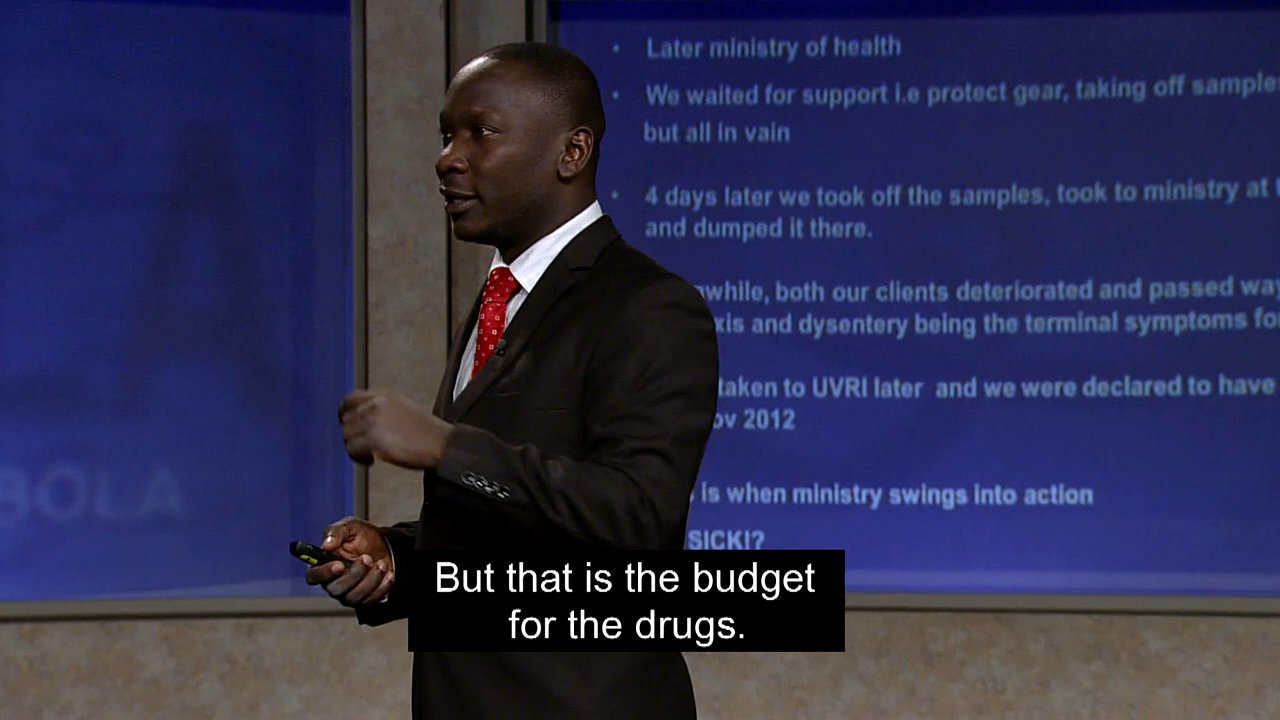 Later ministry of health
We waited for support i.e protect gear, taking off sample
but all in vain
4 days later we took off the samples, took to ministry at
and dumped it there.
while, both our clients deteriorated and passed wa
xis and dysentery being the terminal symptoms fo
taken to UVRI later and we were declared to have
ov 2012
is when ministry swings into action
SICK!?
BOLA
But that is the budget
for the drugs.